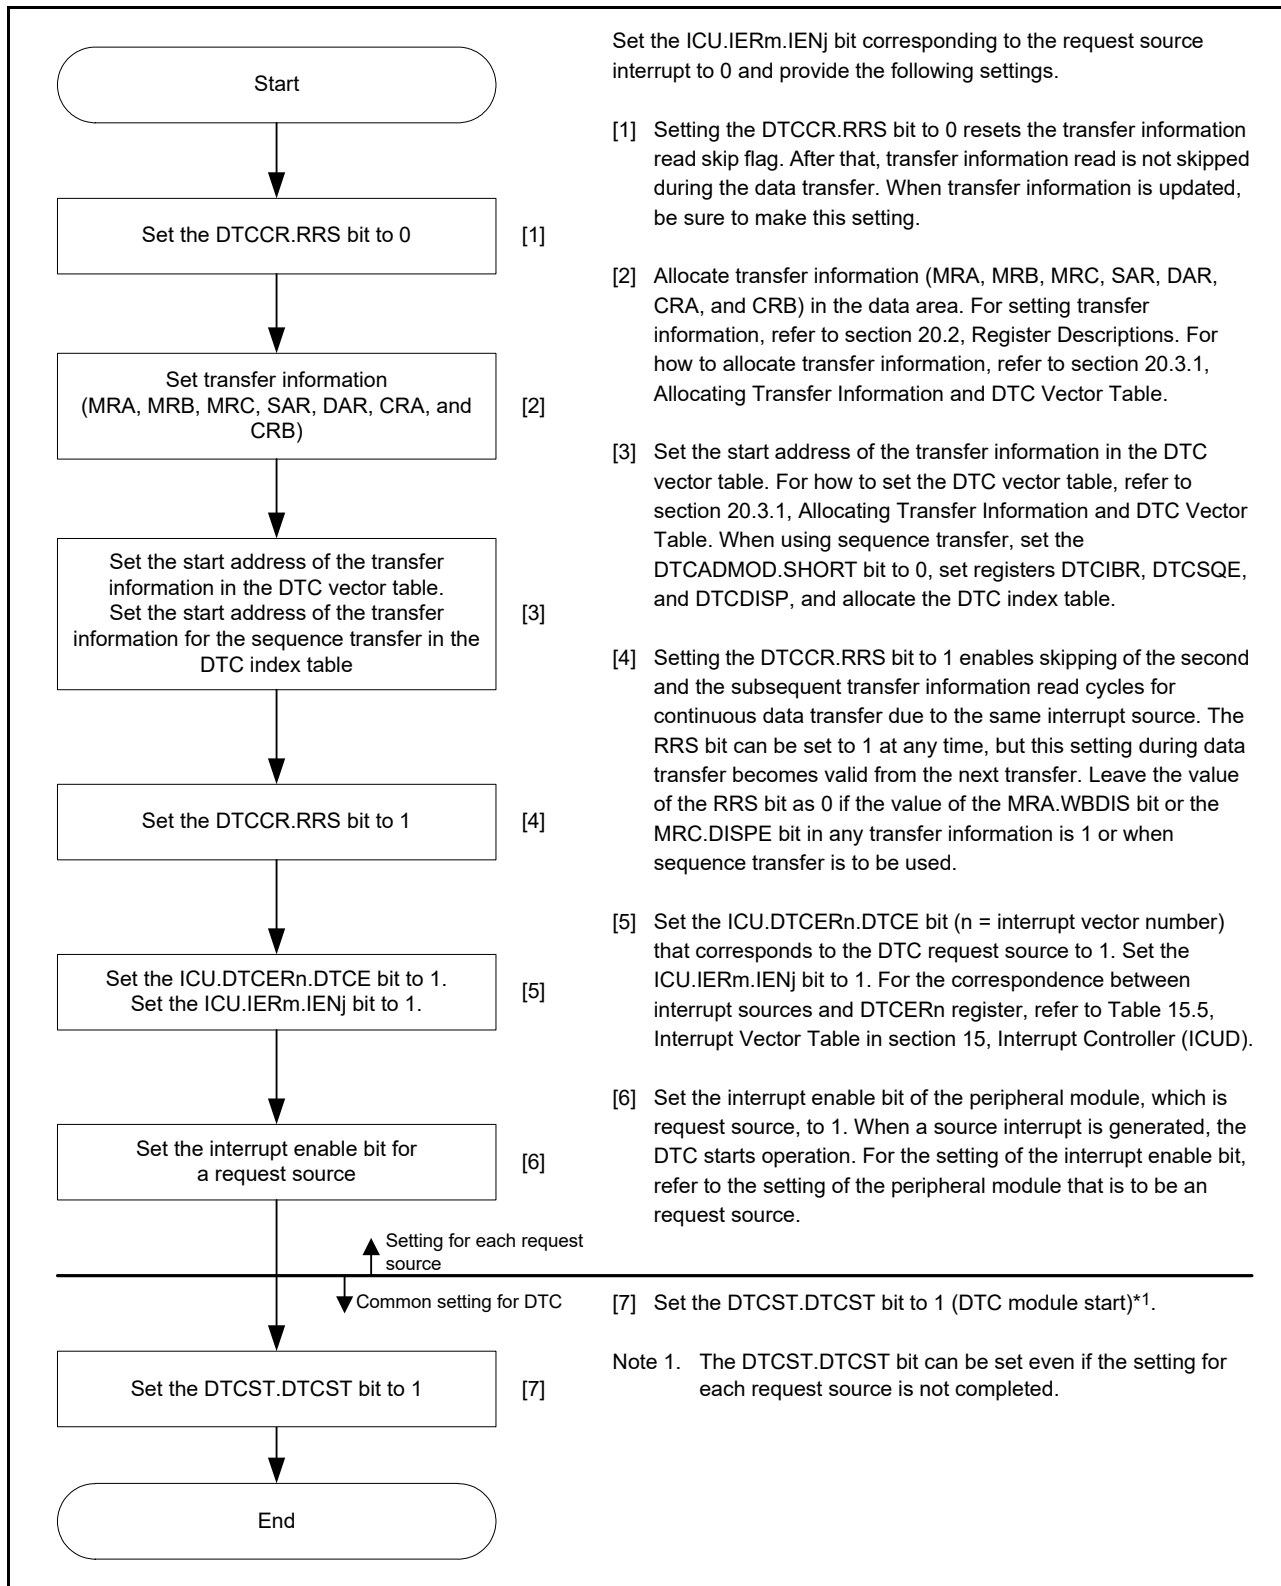 Start
Set the DTCCR.RRS bit to 0
[1]
Set transfer information
(MRA, MRB, MRC, SAR, DAR, CRA, and
CRB)
[2]
Set the start address of the transfer
information in the DTC vector table.
Set the start address of the transfer
information for the sequence transfer in the
DTC index table
[3]
Set the DTCCR.RRS bit to 1
[4]
Set the ICU.DTCERn.DTCE bit to 1.
Set the ICU.IERm.IENj bit to 1.
[5]
Set the interrupt enable bit for
a request source
[6]
Setting for each request
source
Common setting for DTC
Set the DTCST.DTCST bit to 1
[7]
End
Set the ICU.IERm.IENj bit corresponding to the request source
interrupt to 0 and provide the following settings.
[1] Setting the DTCCR.RRS bit to 0 resets the transfer information
read skip flag. After that, transfer information read is not skipped
during the data transfer. When transfer information is updated,
be sure to make this setting.
[2] Allocate transfer information (MRA, MRB, MRC, SAR, DAR,
CRA, and CRB) in the data area. For setting transfer
information, refer to section 20.2, Register Descriptions. For
how to allocate transfer information, refer to section 20.3.1,
Allocating Transfer Information and DTC Vector Table.
[3] Set the start address of the transfer information in the DTC
vector table. For how to set the DTC vector table, refer to
section 20.3.1, Allocating Transfer Information and DTC Vector
Table. When using sequence transfer, set the
DTCADMOD.SHORT bit to 0, set registers DTCIBR, DTCSQE,
and DTCDISP, and allocate the DTC index table.
[4] Setting the DTCCR.RRS bit to 1 enables skipping of the second
and the subsequent transfer information read cycles for
continuous data transfer due to the same interrupt source. The
RRS bit can be set to 1 at any time, but this setting during data
transfer becomes valid from the next transfer. Leave the value
of the RRS bit as 0 if the value of the MRA.WBDIS bit or the
MRC.DISPE bit in any transfer information is 1 or when
sequence transfer is to be used.
[5] Set the ICU.DTCERn.DTCE bit (n = interrupt vector number)
that corresponds to the DTC request source to 1. Set the
ICU.IERm.IENj bit to 1. For the correspondence between
interrupt sources and DTCERn register, refer to Table 15.5,
Interrupt Vector Table in section 15, Interrupt Controller (ICUD).
[6] Set the interrupt enable bit of the peripheral module, which is
request source, to 1. When a source interrupt is generated, the
DTC starts operation. For the setting of the interrupt enable bit,
refer to the setting of the peripheral module that is to be an
request source.
[7] Set the DTCST.DTCST bit to 1 (DTC module start)*1.
Note 1. The DTCST.DTCST bit can be set even if the setting for
each request source is not completed.